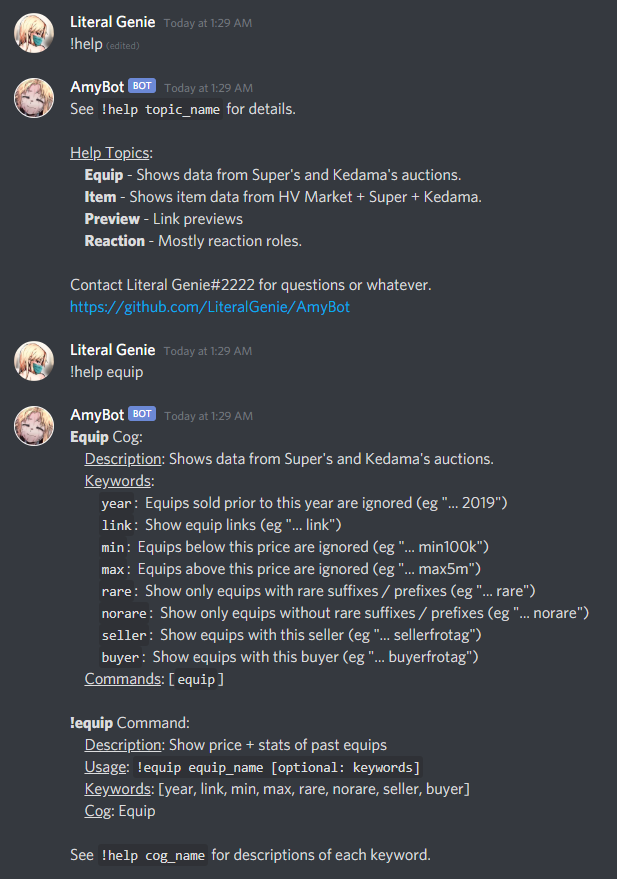 Literal Genie Today at 1:29 AM
!help (edited)
AmyBot BOT Today at 1:29 AM
See !help topic_name for details.
Help Topics:
Equip - Shows data from Super's and Kedama's auctions.
Item - Shows item data from HV Market + Super + Kedama.
Preview - Link previews
Reaction - Mostly reaction roles.
Contact Literal Genie#2222 for questions or whatever.
https://github.com/LiteralGenie/AmyBot
Literal Genie Today at 1:29 AM
!help equip
AmyBot BOT Today at 1:29 AM
Equip Cog:
Description: Shows data from Super's and Kedama's auctions.
Keywords:
year: Equips sold prior to this year are ignored (eg "... 2019")
link: Show equip links (eg "... link")
min: Equips below this price are ignored (eg "... min100k")
max: Equips above this price are ignored (eg "... max5m")
rare: Show only equips with rare suffixes / prefixes (eg "... rare")
norare: Show only equips without rare suffixes / prefixes (eg "... norare")
seller: Show equips with this seller (eg "... sellerfrotag")
buyer: Show equips with this buyer (eg "... buyerfrotag")
Commands: [equip]
!equip Command:
Description: Show price + stats of past equips
Usage: !equip equip_name [optional: keywords]
Keywords: [year, link, min, max, rare, norare, seller, buyer]
Cog: Equip
See !help cog_name for descriptions of each keyword.